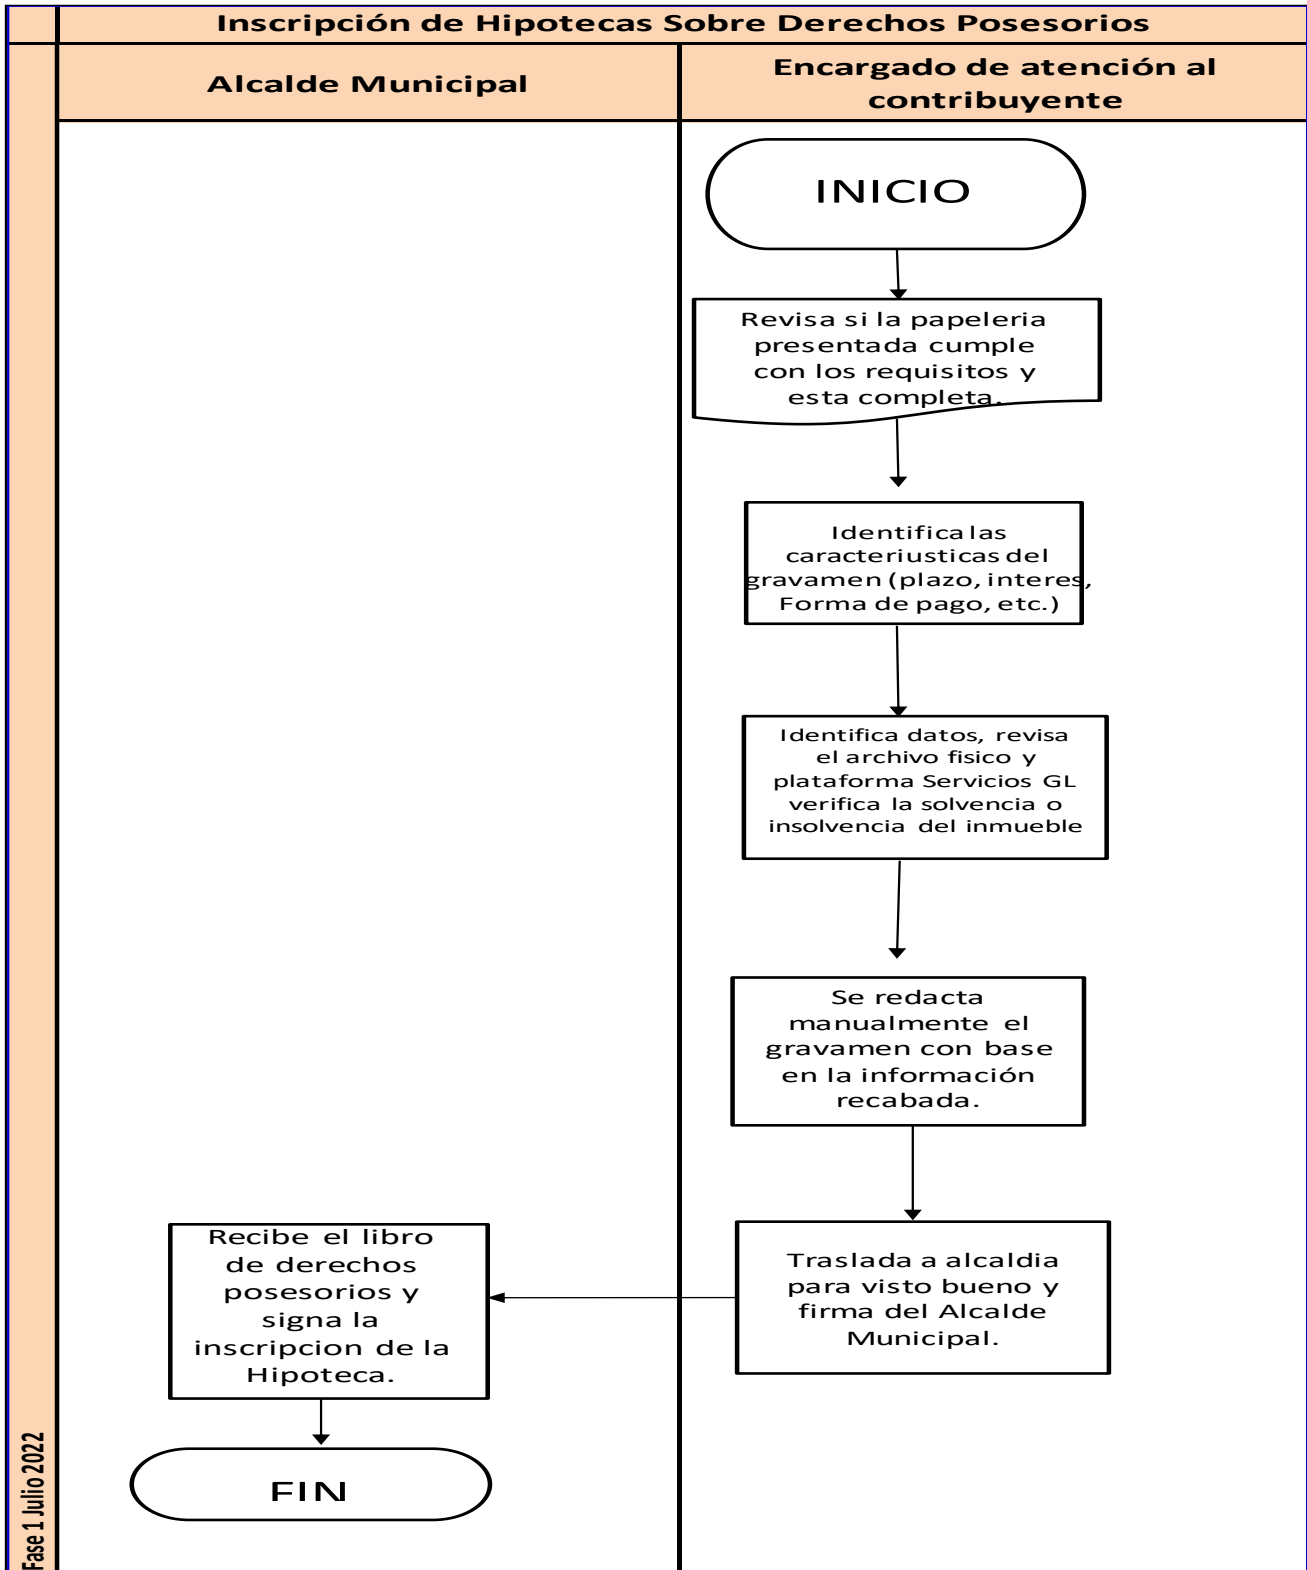 Inscripción de Hipotecas Sobre Derechos Posesorios
Alcalde Municipal
Encargado de atención al
contribuyente
INICIO
Revisa si la papeleria
presentada cumple
con los requisitos y
esta completa.
Identifica las
caracteriusticas del
gravamen (plazo, interes,
Forma de pago, etc.)
Identifica datos, revisa
el archivo fisico y
plataforma Servicios GL
verifica la solvencia o
insolvencia del inmueble
Se redacta
manualmente el
gravamen con base
en la información
recabada.
Traslada a alcaldia
para visto bueno y
firma del Alcalde
Municipal.
Recibe el libro
de derechos
posesorios y
signa la
inscripcion de la
Hipoteca.
FIN
Fase 1 Julio 2022